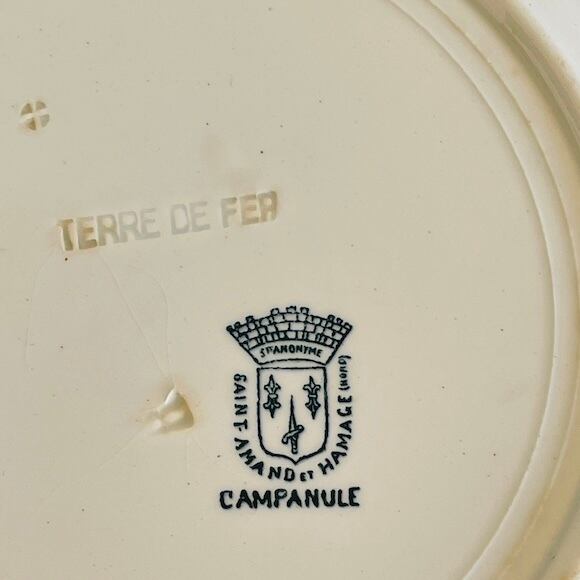 TERRE DE FER
Sté ANONYME
SAINT-AMAND ET HAMAGE (NORD)
CAMPANULE